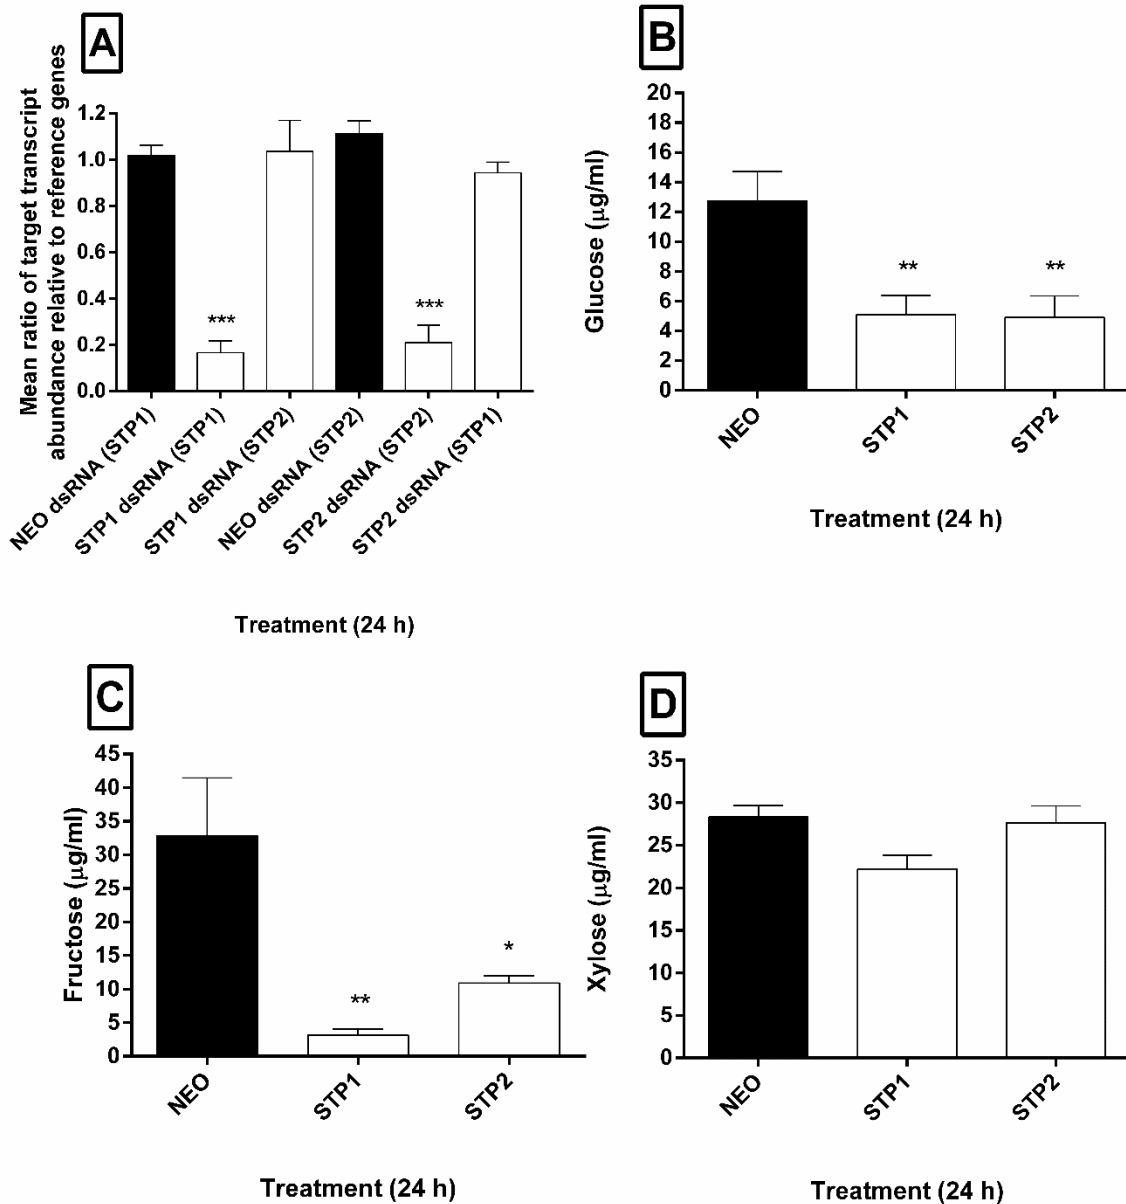 A
Mean ratio of target transcript
abundance relative to reference genes
1.2
1.0
0.8
0.6
0.4
0.2
0.0
***
***
NEO dsRNA (STP1)
STP1 dsRNA (STP1)
STP1 dsRNA (STP2)
NEO dsRNA (STP2)
STP2 dsRNA (STP2)
STP2 dsRNA (STP1)
Treatment (24 h)
B
Glucose (µg/ml)
20
18
16
14
12
10
8
6
4
2
0
**
**
NEO
STP1
STP2
Treatment (24 h)
C
Fructose (µg/ml)
45
40
35
30
25
20
15
10
5
0
**
*
NEO
STP1
STP2
Treatment (24 h)
D
Xylose (µg/ml)
35
30
25
20
15
10
5
0
NEO
STP1
STP2
Treatment (24 h)